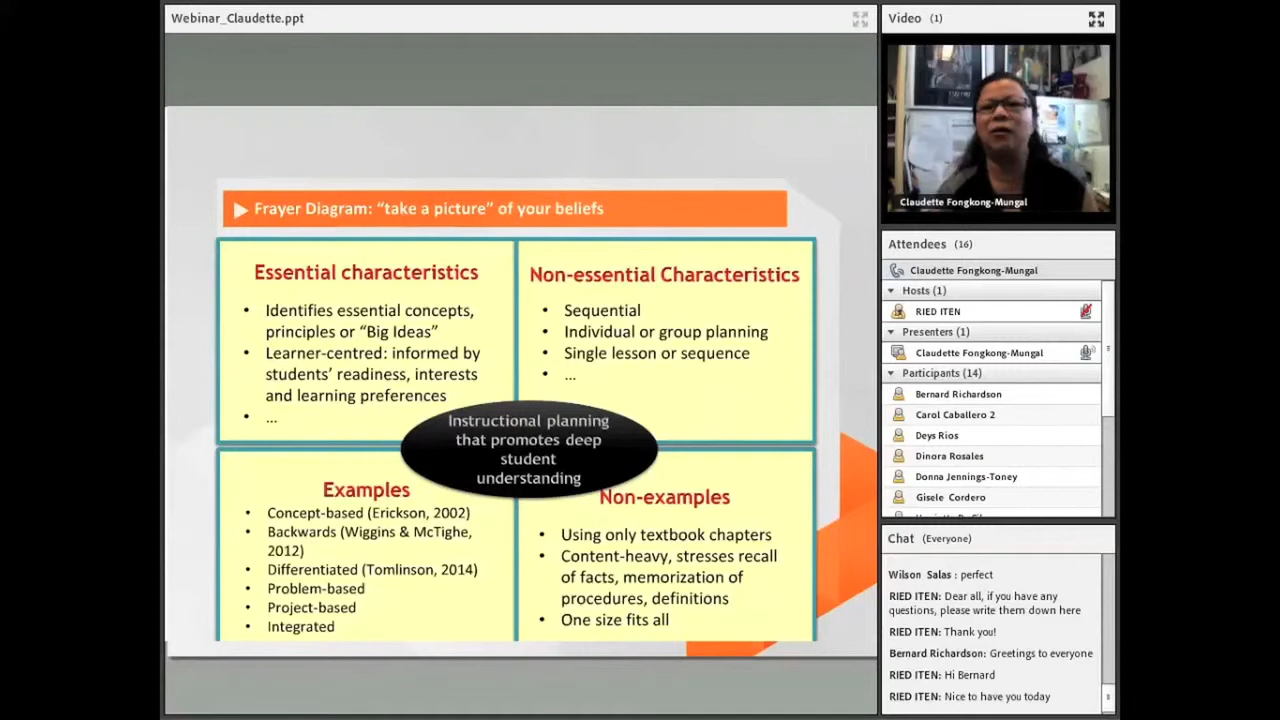 Webinar_Claudette.ppt
Frayer Diagram: “take a picture” of your beliefs
Essential characteristics
• Identifies essential concepts,
principles or “Big Ideas”
• Learner-centred: informed by
students’ readiness, interests
and learning preferences
• ...
Non-essential Characteristics
• Sequential
• Individual or group planning
• Single lesson or sequence
• ...
Instructional planning
that promotes deep
student
understanding
Examples
• Concept-based (Erickson, 2002)
• Backwards (Wiggins & McTighe,
2012)
• Differentiated (Tomlinson, 2014)
• Problem-based
• Project-based
• Integrated
Non-examples
• Using only textbook chapters
• Content-heavy, stresses recall
of facts, memorization of
procedures, definitions
• One size fits all
Video (1)
Claudette Fongkong-Mungal
Attendees (16)
Claudette Fongkong-Mungal
Hosts (1)
RIED ITEN
Presenters (1)
Claudette Fongkong-Mungal
Participants (14)
Bernard Richardson
Carol Caballero 2
Deys Rios
Dinora Rosales
Donna Jennings-Toney
Gisele Cordero
Chat (Everyone)
Wilson Salas : perfect
RIED ITEN: Dear all, if you have any
questions, please write them down here
RIED ITEN: Thank you!
Bernard Richardson: Greetings to everyone
RIED ITEN: Hi Bernard
RIED ITEN: Nice to have you today